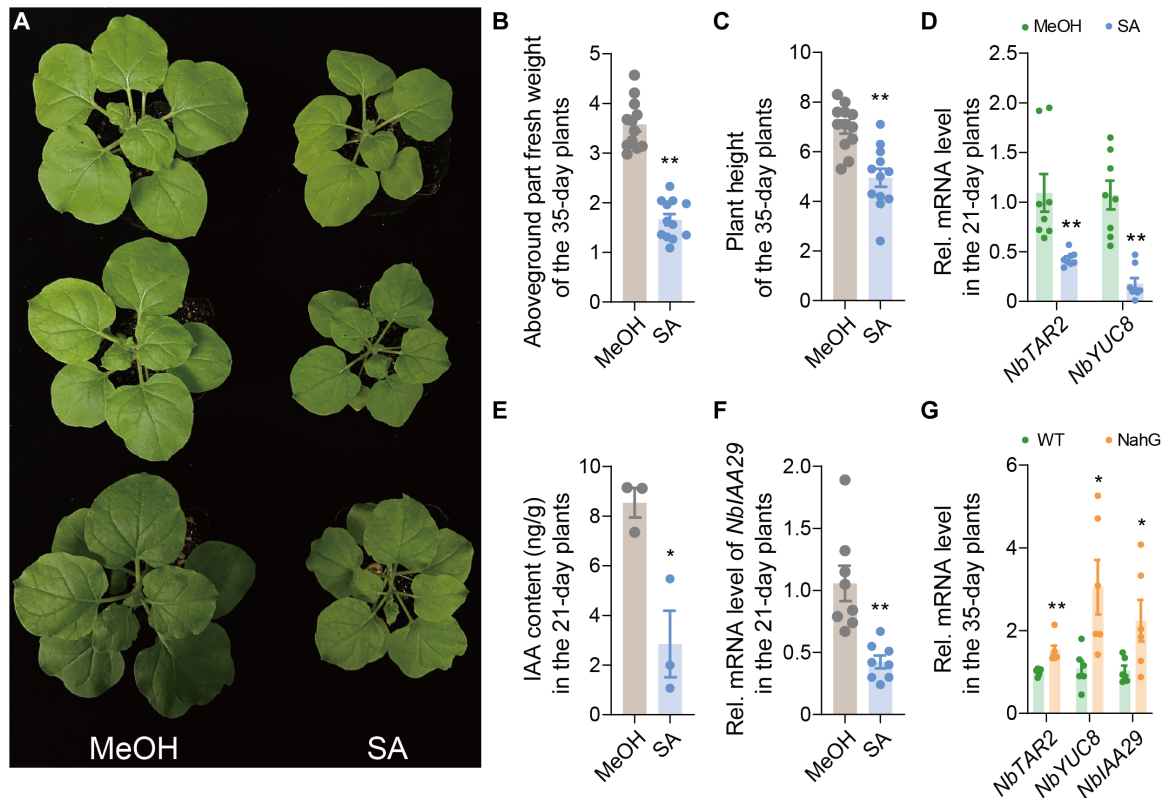 A
MeOH
SA
B
Aboveground part fresh weight
of the 35-day plants
5
4
3
2
1
0
**
MeOH
SA
C
Plant height
of the 35-day plants
10
8
6
4
2
0
**
MeOH
SA
D
MeOH
SA
Rel. mRNA level
in the 21-day plants
2.5
2.0
1.5
1.0
0.5
0
**
**
NbTAR2
NbYUC8
E
IAA content (ng/g)
in the 21-day plants
10
8
6
4
2
0
*
MeOH
SA
F
Rel. mRNA level of NbIAA29
in the 21-day plants
2.0
1.5
1.0
0.5
0
**
MeOH
SA
G
WT
NahG
Rel. mRNA level
in the 35-day plants
6
4
2
0
**
*
*
NbTAR2
NbYUC8
NbIAA29